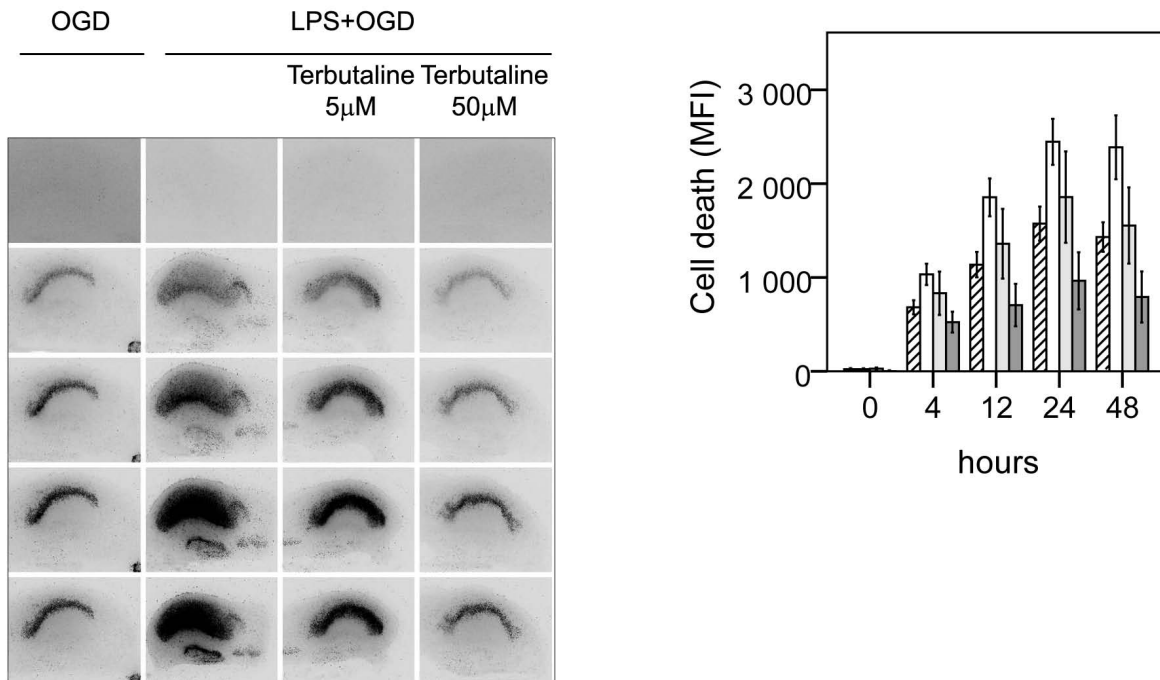 OGD
LPS+OGD
Terbutaline Terbutaline
5μM 50μM
Cell death (MFI)
3 000
2 000
1 000
0
0 4 12 24 48
hours